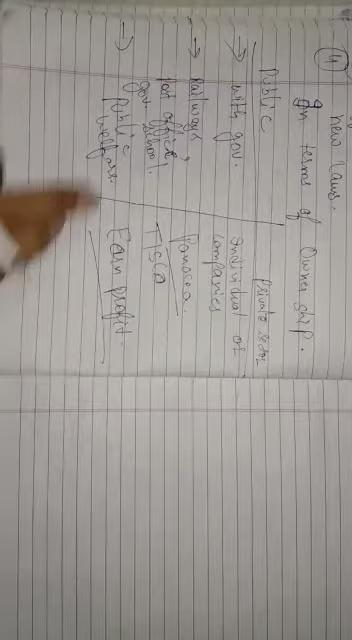 new laws.
(4) In terms of Ownership.
Public
Private sector
→ with gov.
individual or
companies
→ Railways,
post office,
gov. school.
Panacea.
TISCO
→ public
welfare.
Earn profit.